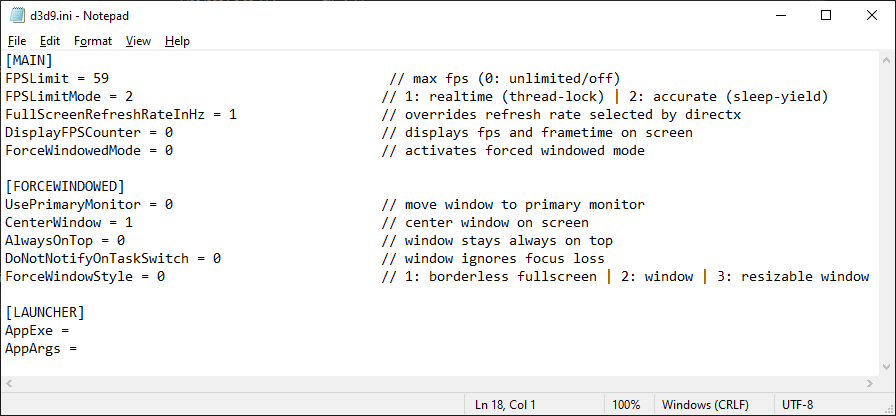 d3d9.ini - Notepad
File Edit Format View Help
[MAIN]
FPSLimit = 59 // max fps (0: unlimited/off)
FPSLimitMode = 2 // 1: realtime (thread-lock) | 2: accurate (sleep-yield)
FullScreenRefreshRateInHz = 1 // overrides refresh rate selected by directx
DisplayFPSCounter = 0 // displays fps and frametime on screen
ForceWindowedMode = 0 // activates forced windowed mode
[FORCEWINDOWED]
UsePrimaryMonitor = 0 // move window to primary monitor
CenterWindow = 1 // center window on screen
AlwaysOnTop = 0 // window stays always on top
DoNotNotifyOnTaskSwitch = 0 // window ignores focus loss
ForceWindowStyle = 0 // 1: borderless fullscreen | 2: window | 3: resizable window
[LAUNCHER]
AppExe =
AppArgs =
Ln 18, Col 1 100% Windows (CRLF) UTF-8